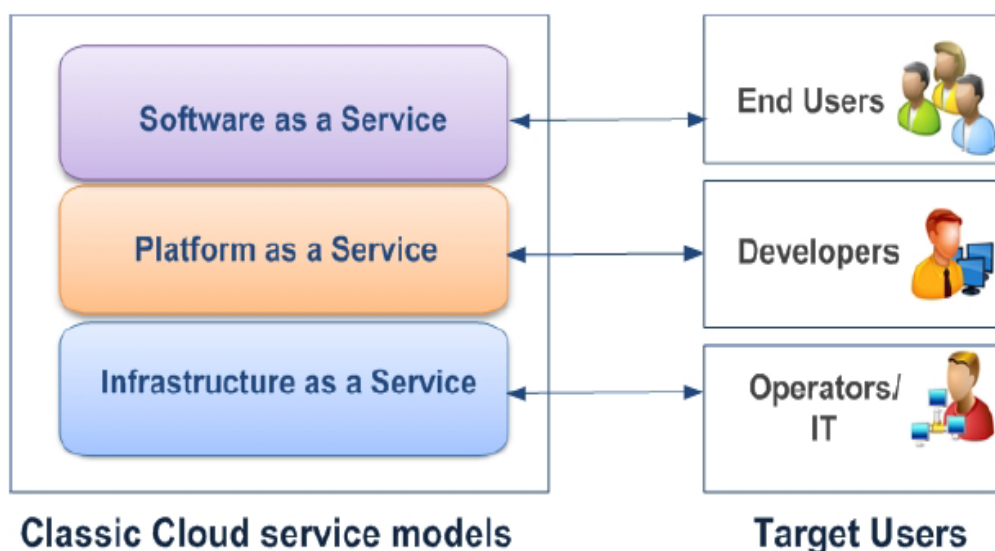 Software as a Service
End Users
Platform as a Service
Developers
Infrastructure as a Service
Operators/
IT
Classic Cloud service models
Target Users